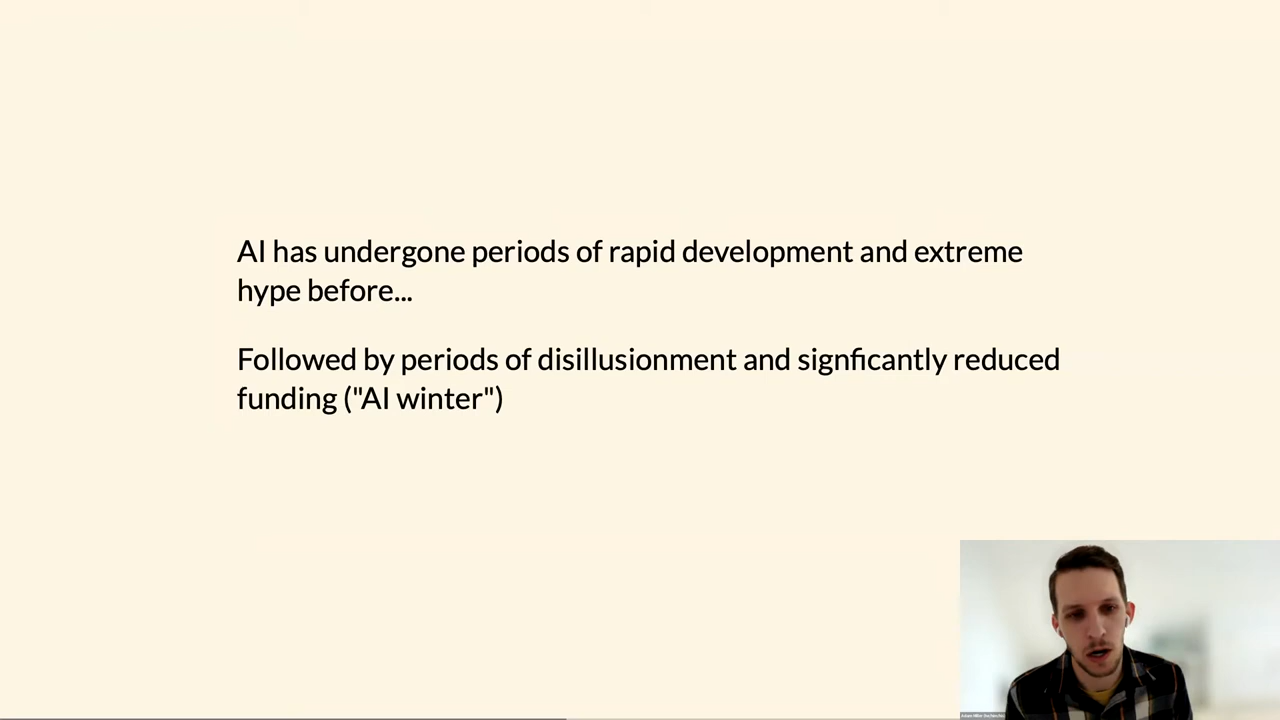 AI has undergone periods of rapid development and extreme
hype before...
Followed by periods of disillusionment and signficantly reduced
funding ("AI winter")